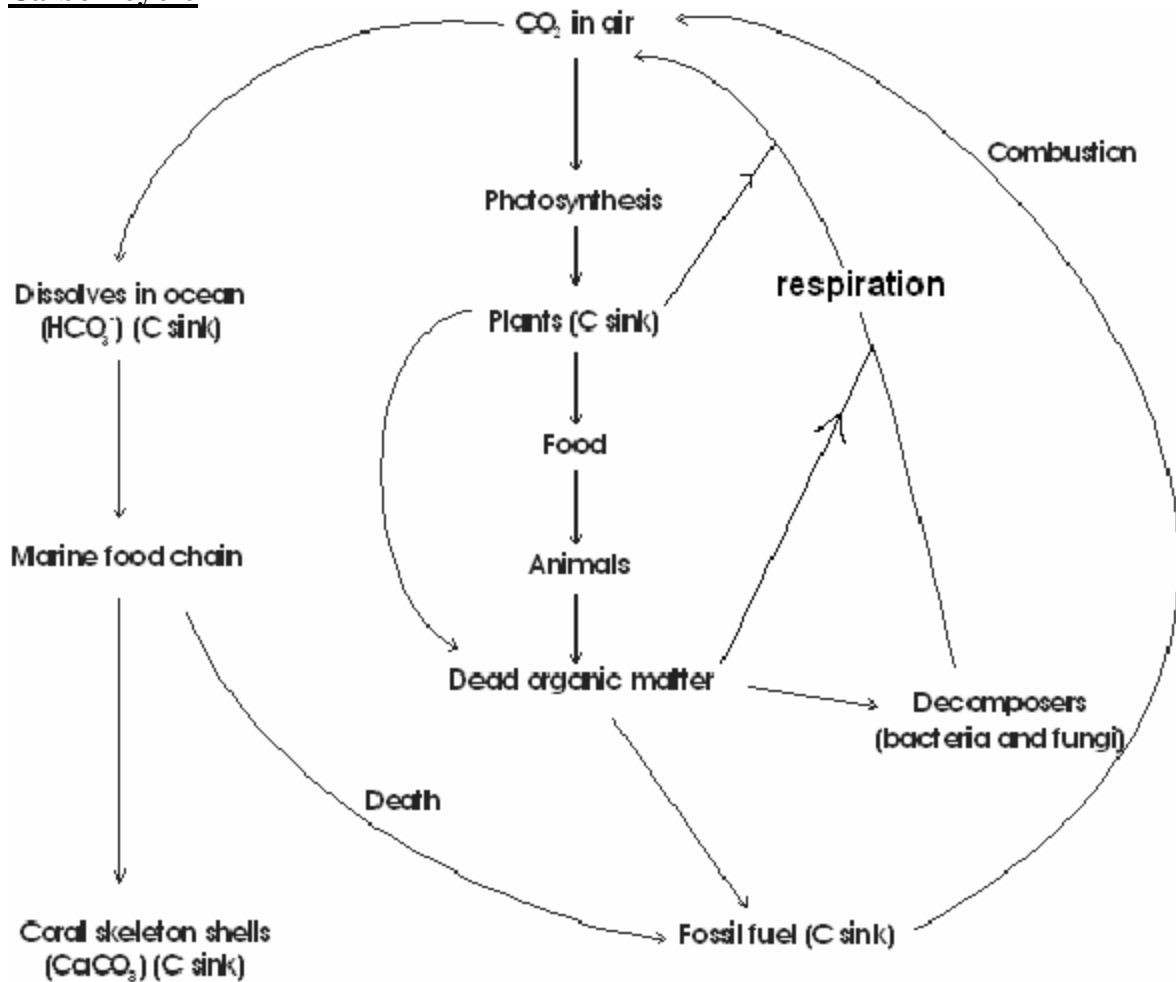 CO₂ in air
Combustion
Photosynthesis
respiration
Dissolves in ocean
(HCO₃⁻) (C sink)
Plants (C sink)
Food
Marine food chain
Animals
Dead organic matter
Decomposers
(bacteria and fungi)
Death
Coral skeleton shells
(CaCO₃) (C sink)
Fossil fuel (C sink)